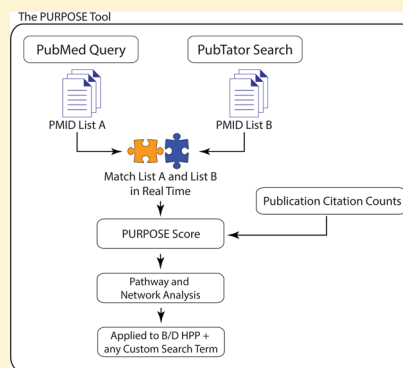 The PURPOSE Tool
PubMed Query
PubTator Search
PMID List A
PMID List B
Match List A and List B
in Real Time
Publication Citation Counts
PURPOSE Score
Pathway and
Network Analysis
Applied to B/D HPP +
any Custom Search Term